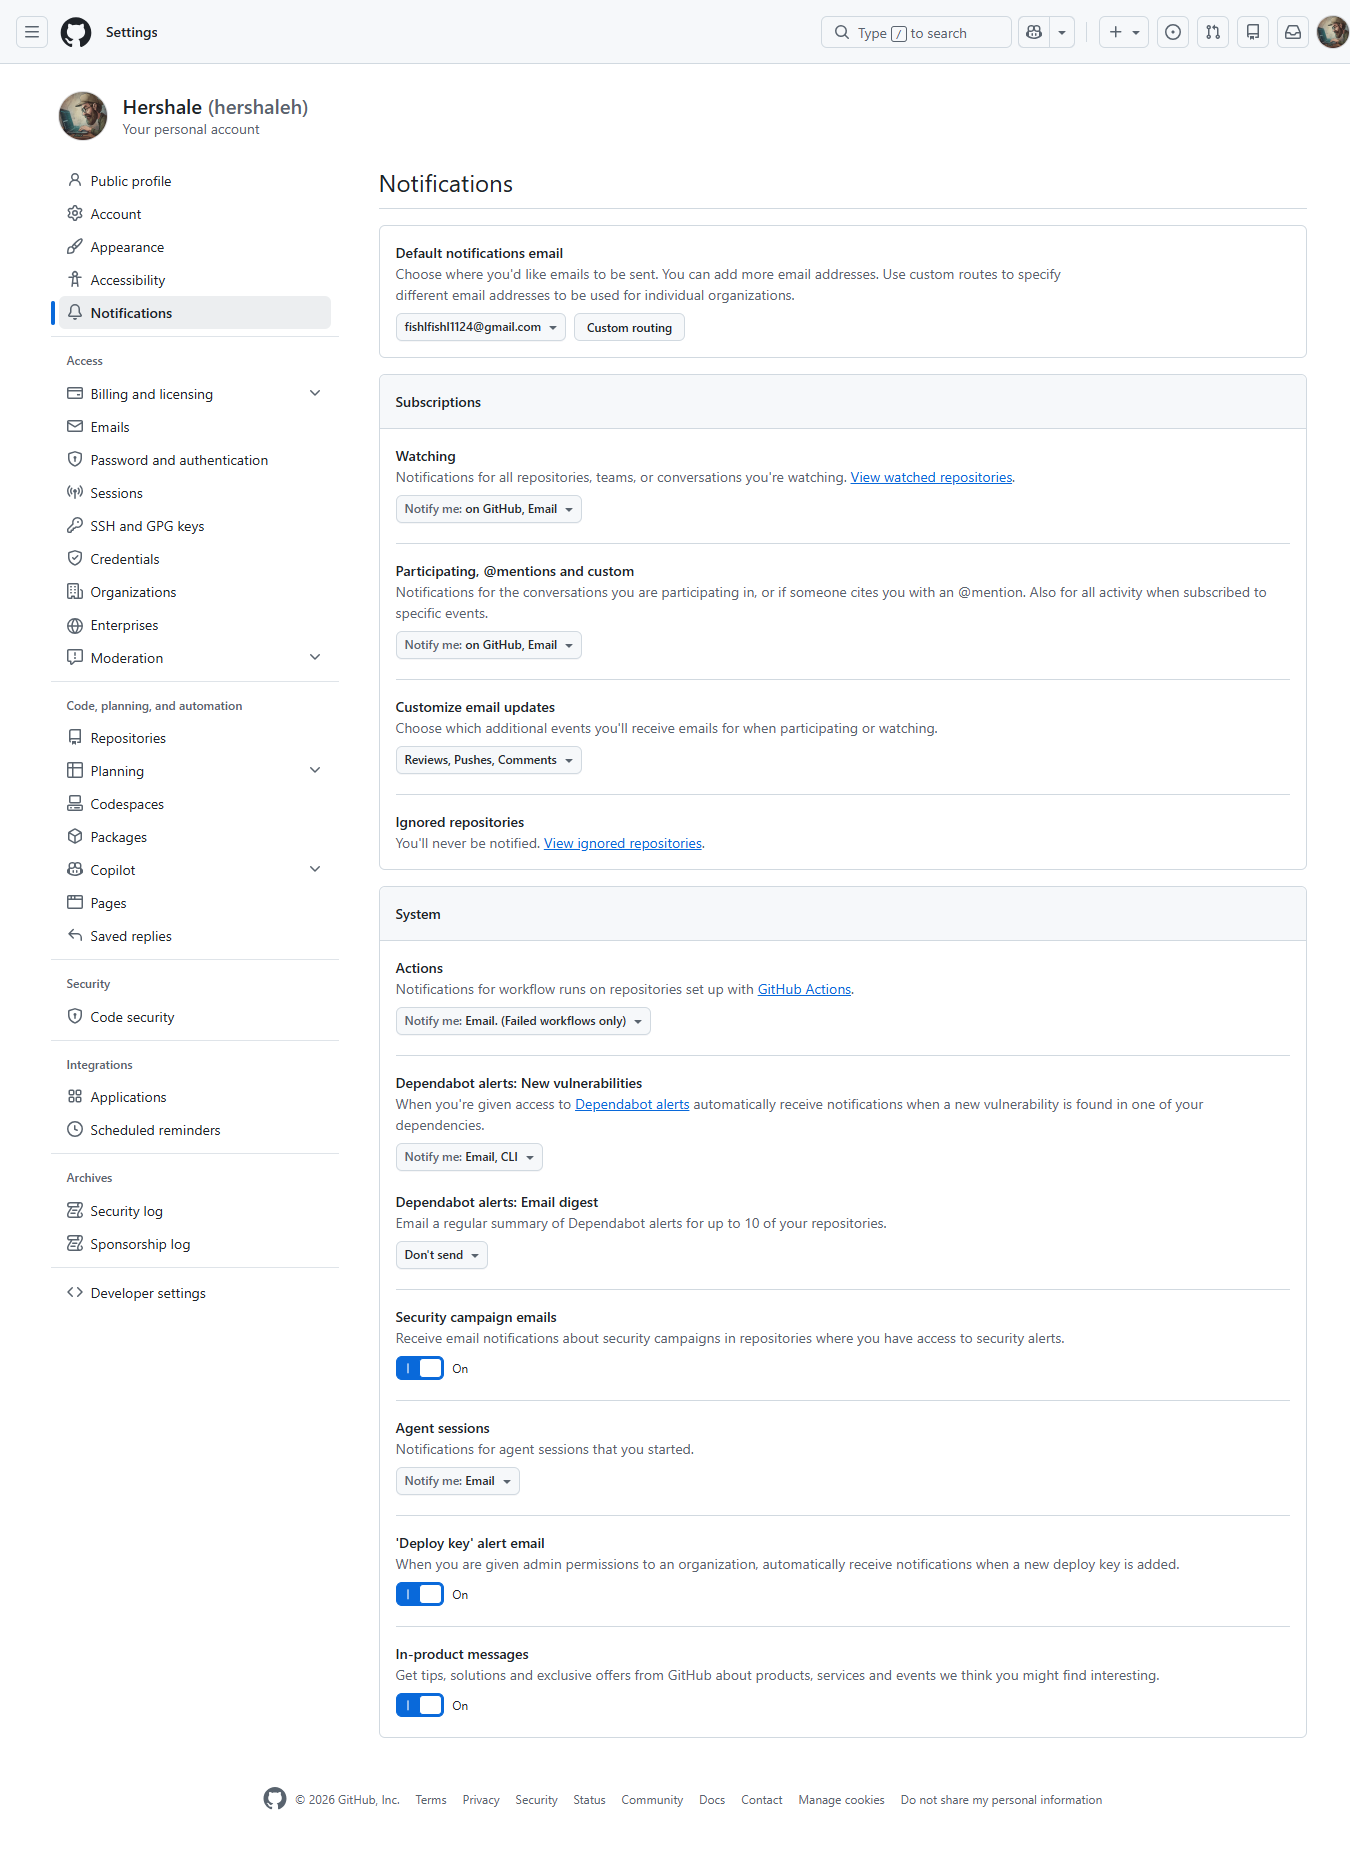 Settings
Type / to search
Hershale (hershaleh)
Your personal account
Public profile
Account
Appearance
Accessibility
Notifications
Access
Billing and licensing
Emails
Password and authentication
Sessions
SSH and GPG keys
Credentials
Organizations
Enterprises
Moderation
Code, planning, and automation
Repositories
Planning
Codespaces
Packages
Copilot
Pages
Saved replies
Security
Code security
Integrations
Applications
Scheduled reminders
Archives
Security log
Sponsorship log
Developer settings
Notifications
Default notifications email
Choose where you'd like emails to be sent. You can add more email addresses. Use custom routes to specify
different email addresses to be used for individual organizations.
fishlfishl1124@gmail.com
Custom routing
Subscriptions
Watching
Notifications for all repositories, teams, or conversations you're watching. View watched repositories.
Notify me: on GitHub, Email
Participating, @mentions and custom
Notifications for the conversations you are participating in, or if someone cites you with an @mention. Also for all activity when subscribed to
specific events.
Notify me: on GitHub, Email
Customize email updates
Choose which additional events you'll receive emails for when participating or watching.
Reviews, Pushes, Comments
Ignored repositories
You'll never be notified. View ignored repositories.
System
Actions
Notifications for workflow runs on repositories set up with GitHub Actions.
Notify me: Email. (Failed workflows only)
Dependabot alerts: New vulnerabilities
When you're given access to Dependabot alerts automatically receive notifications when a new vulnerability is found in one of your
dependencies.
Notify me: Email, CLI
Dependabot alerts: Email digest
Email a regular summary of Dependabot alerts for up to 10 of your repositories.
Don't send
Security campaign emails
Receive email notifications about security campaigns in repositories where you have access to security alerts.
On
Agent sessions
Notifications for agent sessions that you started.
Notify me: Email
'Deploy key' alert email
When you are given admin permissions to an organization, automatically receive notifications when a new deploy key is added.
On
In-product messages
Get tips, solutions and exclusive offers from GitHub about products, services and events we think you might find interesting.
On
© 2026 GitHub, Inc.
Terms
Privacy
Security
Status
Community
Docs
Contact
Manage cookies
Do not share my personal information